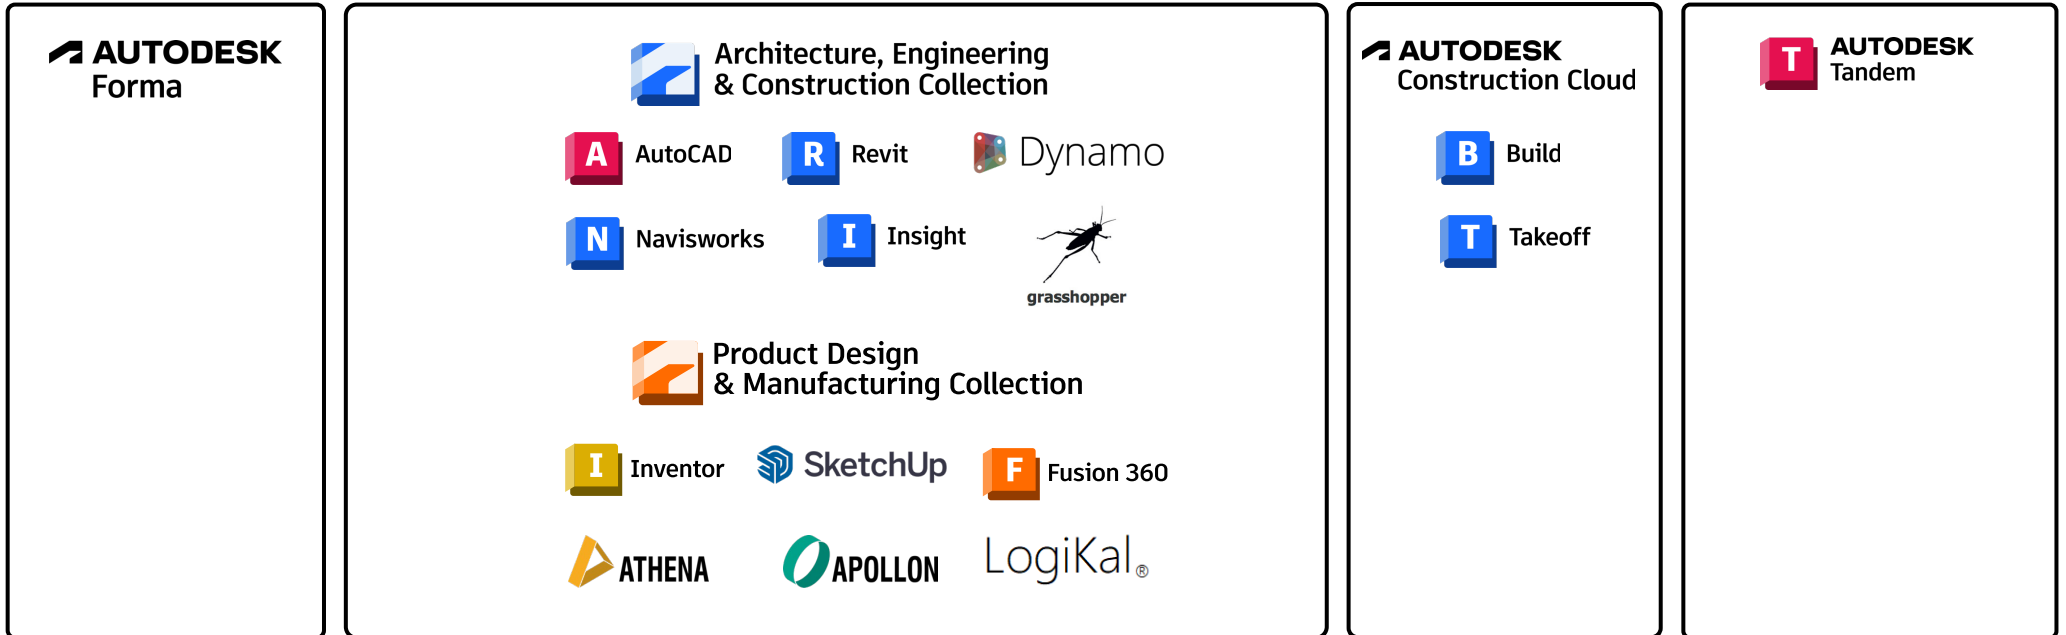 AUTODESK
Forma
Architecture, Engineering
& Construction Collection
A AutoCAD
R Revit
Dynamo
N Navisworks
I Insight
grasshopper
Product Design
& Manufacturing Collection
I Inventor
SketchUp
F Fusion 360
ATHENA
APOLLON
LogiKal®
AUTODESK
Construction Cloud
B Build
T Takeoff
T AUTODESK
Tandem